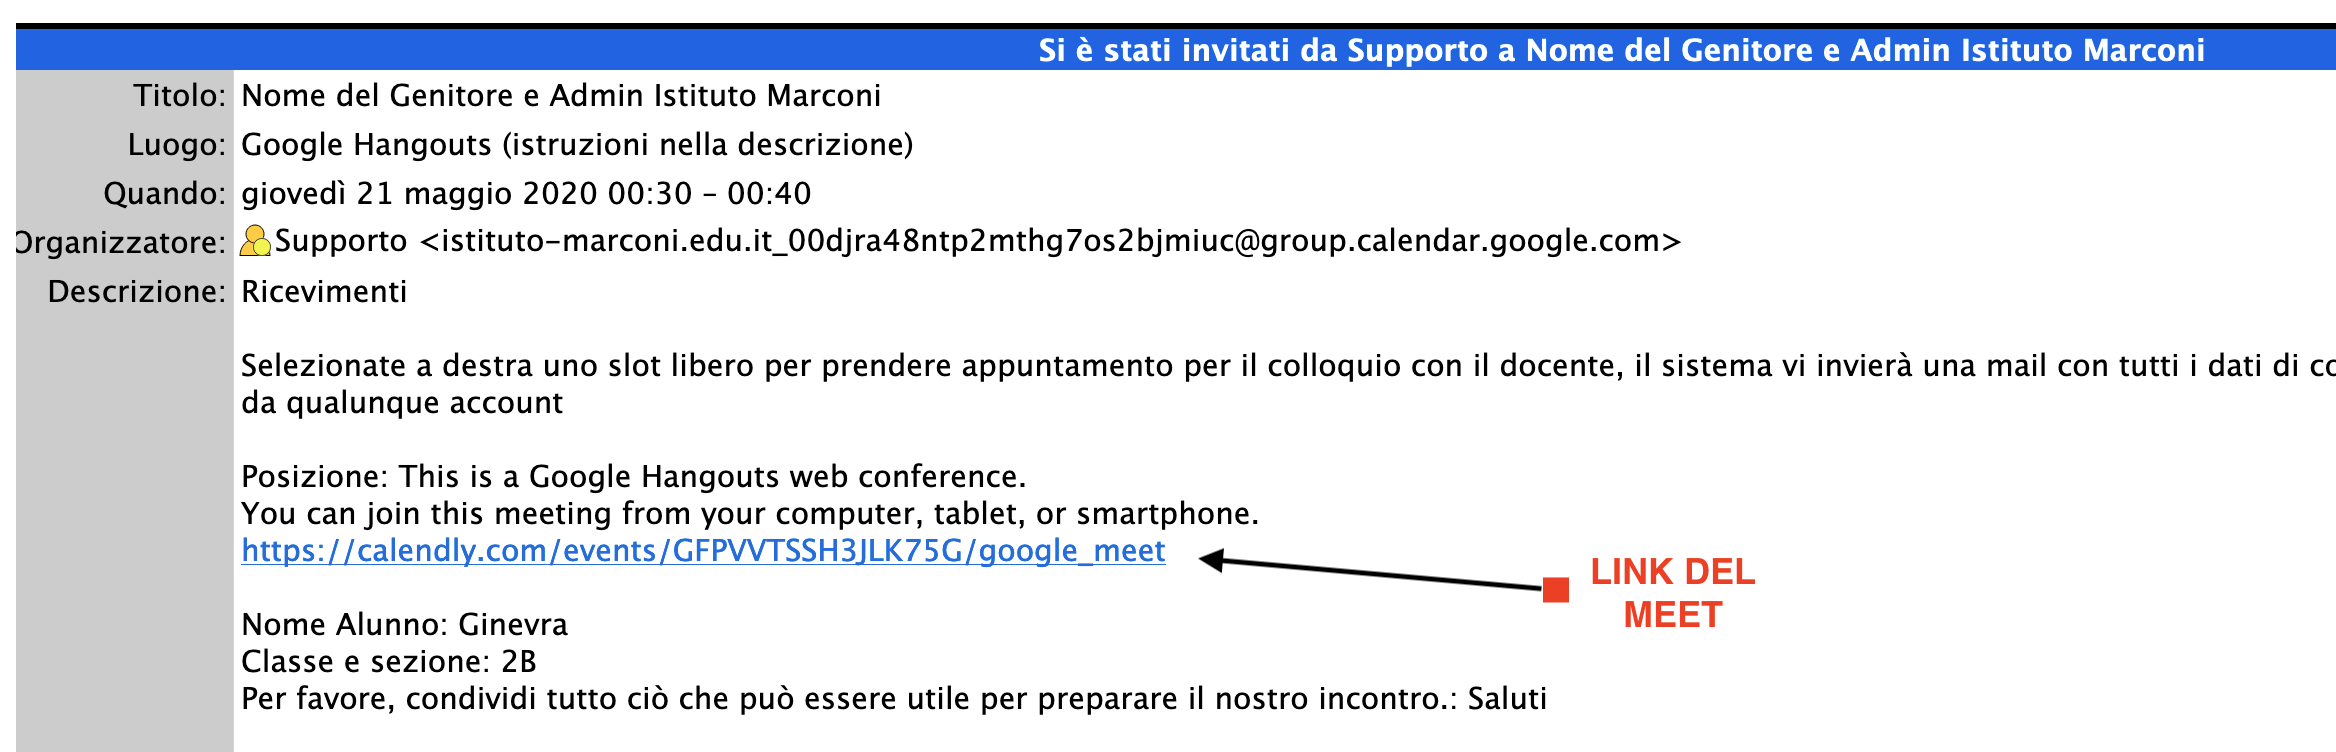 Si è stati invitati da Supporto a Nome del Genitore e Admin Istituto Marconi
Titolo: Nome del Genitore e Admin Istituto Marconi
Luogo: Google Hangouts (istruzioni nella descrizione)
Quando: giovedì 21 maggio 2020 00:30 – 00:40
Organizzatore: Supporto <istituto-marconi.edu.it_00djra48ntp2mthg7os2bjmiuc@group.calendar.google.com>
Descrizione: Ricevimenti
Selezionate a destra uno slot libero per prendere appuntamento per il colloquio con il docente, il sistema vi invierà una mail con tutti i dati di
da qualunque account
Posizione: This is a Google Hangouts web conference.
You can join this meeting from your computer, tablet, or smartphone.
https://calendly.com/events/GFPVVTSSH3JLK75G/google_meet
LINK DEL
MEET
Nome Alunno: Ginevra
Classe e sezione: 2B
Per favore, condividi tutto ciò che può essere utile per preparare il nostro incontro.: Saluti